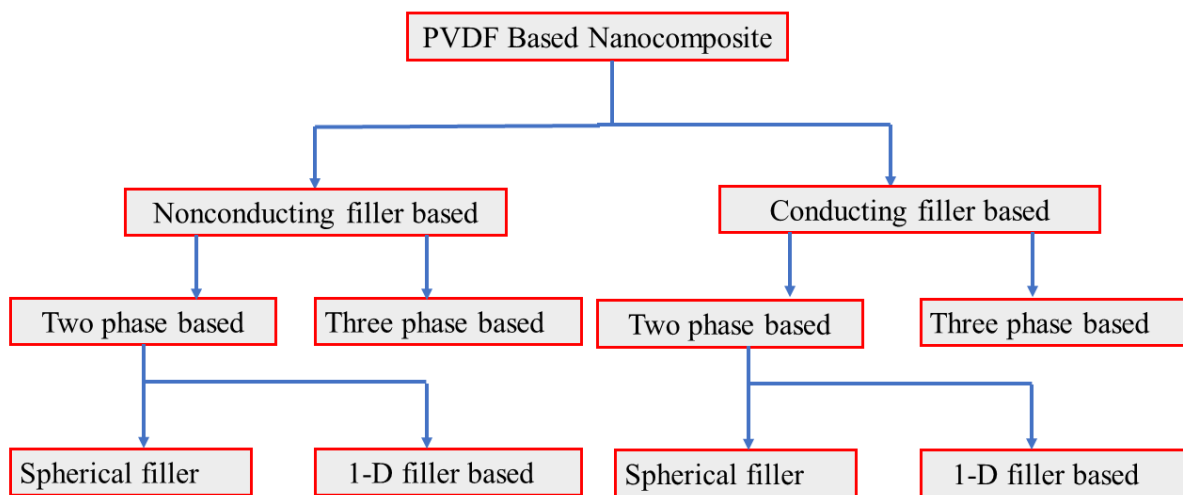 PVDF Based Nanocomposite
Nonconducting filler based
Conducting filler based
Two phase based
Three phase based
Two phase based
Three phase based
Spherical filler
1-D filler based
Spherical filler
1-D filler based